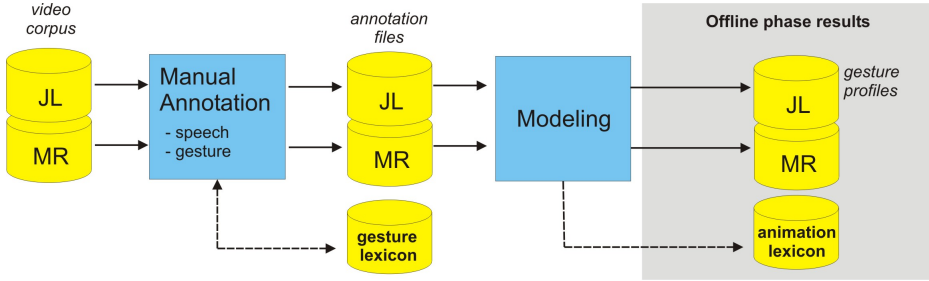 video
corpus
JL
MR
Manual
Annotation
- speech
- gesture
annotation
files
JL
MR
gesture
lexicon
Modeling
Offline phase results
gesture
profiles
JL
MR
animation
lexicon